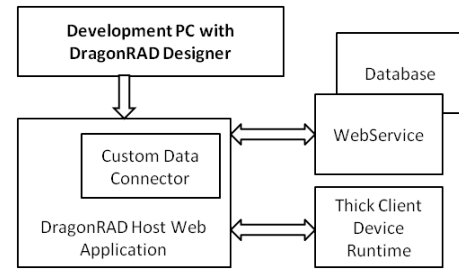 Development PC with
DragonRAD Designer
Database
WebService
Custom Data
Connector
DragonRAD Host Web
Application
Thick Client
Device
Runtime